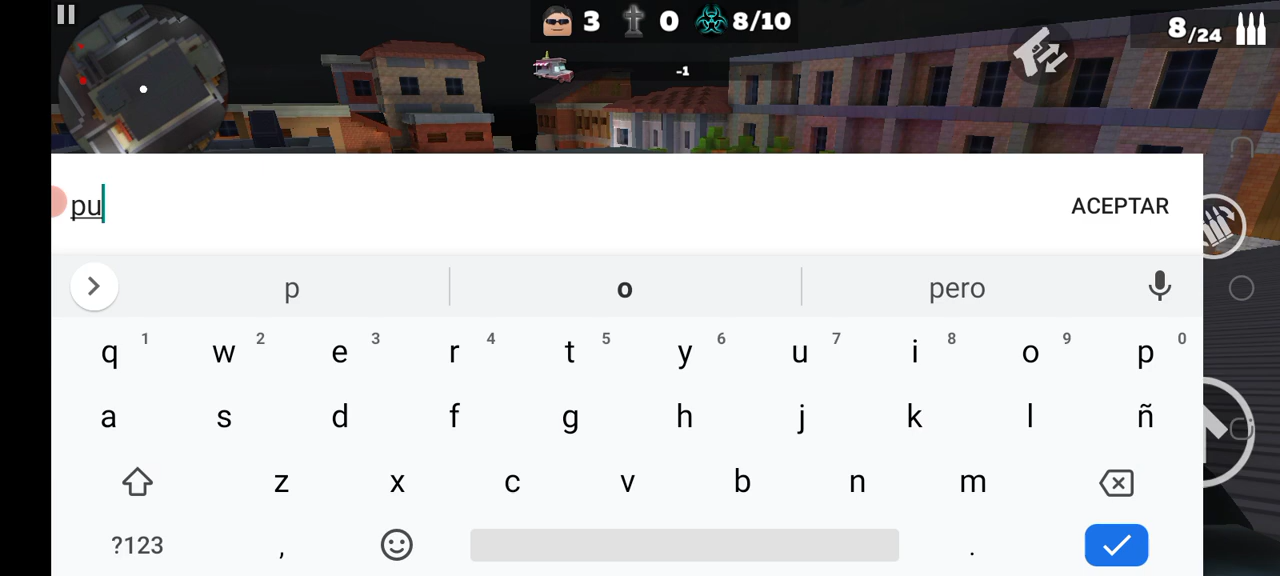 3 0 8/10
8/24
-1
pu
ACEPTAR
p o pero
q 1 w 2 e 3 r 4 t 5 y 6 u 7 i 8 o 9 p 0
a s d f g h j k l ñ
z x c v b n m
?123 , .